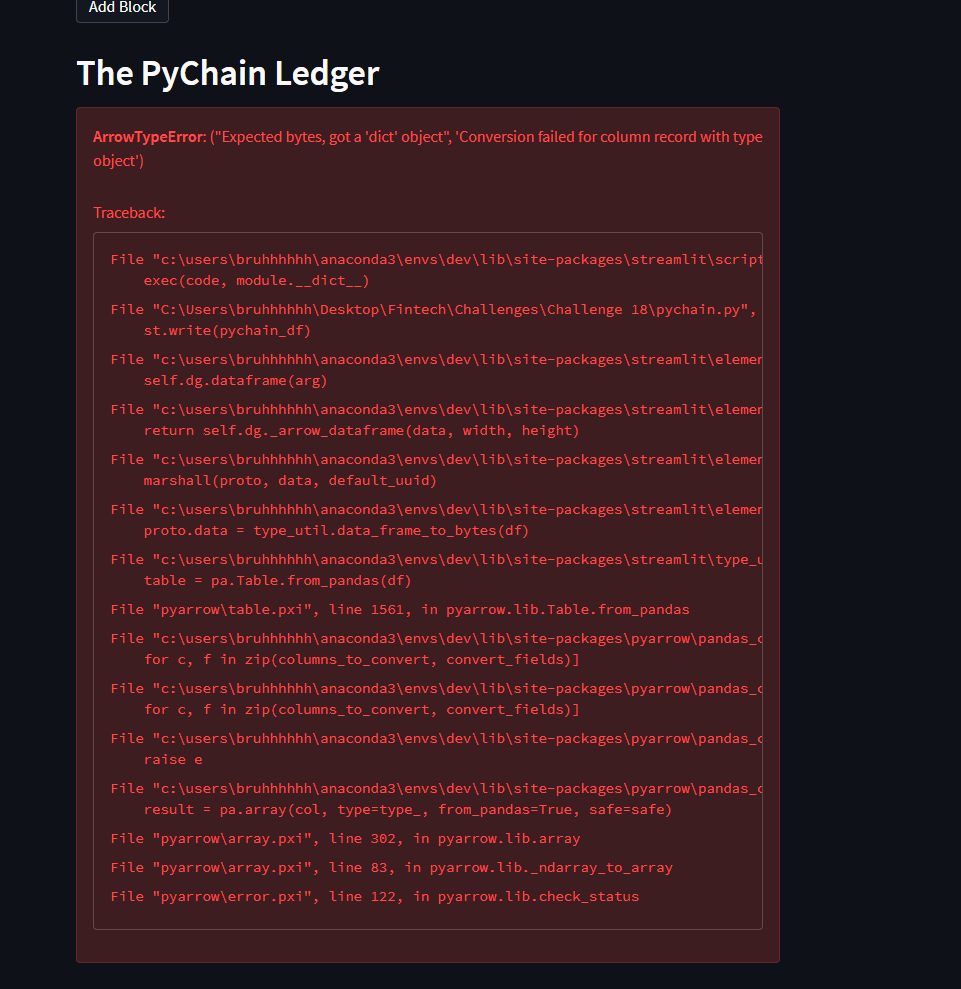 Add Block
The PyChain Ledger
ArrowTypeError: ("Expected bytes, got a 'dict' object", 'Conversion failed for column record with type
object')
Traceback:
File "c:\users\bruhhhhhh\anaconda3\envs\dev\lib\site-packages\streamlit\script
exec(code, module.__dict__)
File "C:\Users\bruhhhhhh\Desktop\Fintech\Challenges\Challenge 18\pychain.py",
st.write(pychain_df)
File "c:\users\bruhhhhhh\anaconda3\envs\dev\lib\site-packages\streamlit\elemen
self.dg.dataframe(arg)
File "c:\users\bruhhhhhh\anaconda3\envs\dev\lib\site-packages\streamlit\elemen
return self.dg._arrow_dataframe(data, width, height)
File "c:\users\bruhhhhhh\anaconda3\envs\dev\lib\site-packages\streamlit\elemen
marshall(proto, data, default_uuid)
File "c:\users\bruhhhhhh\anaconda3\envs\dev\lib\site-packages\streamlit\elemen
proto.data = type_util.data_frame_to_bytes(df)
File "c:\users\bruhhhhhh\anaconda3\envs\dev\lib\site-packages\streamlit\type_u
table = pa.Table.from_pandas(df)
File "pyarrow\table.pxi", line 1561, in pyarrow.lib.Table.from_pandas
File "c:\users\bruhhhhhh\anaconda3\envs\dev\lib\site-packages\pyarrow\pandas_c
for c, f in zip(columns_to_convert, convert_fields)]
File "c:\users\bruhhhhhh\anaconda3\envs\dev\lib\site-packages\pyarrow\pandas_c
for c, f in zip(columns_to_convert, convert_fields)]
File "c:\users\bruhhhhhh\anaconda3\envs\dev\lib\site-packages\pyarrow\pandas_c
raise e
File "c:\users\bruhhhhhh\anaconda3\envs\dev\lib\site-packages\pyarrow\pandas_c
result = pa.array(col, type=type_, from_pandas=True, safe=safe)
File "pyarrow\array.pxi", line 302, in pyarrow.lib.array
File "pyarrow\array.pxi", line 83, in pyarrow.lib._ndarray_to_array
File "pyarrow\error.pxi", line 122, in pyarrow.lib.check_status